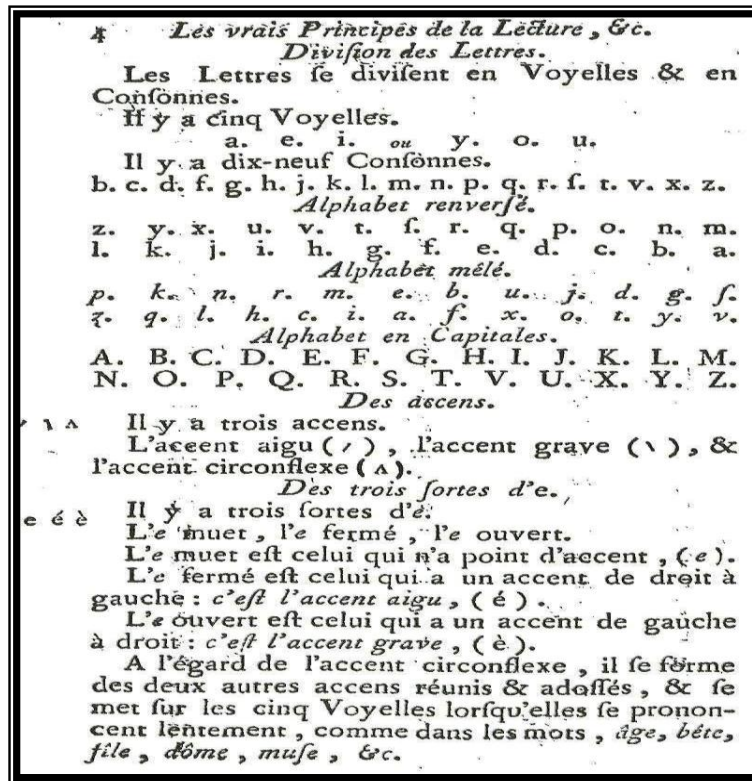 4 Les vrais Principes de la Lecture, &c.
Division des Lettres.
Les Lettres ſe diviſent en Voyelles & en
Conſonnes.
Il y a cinq Voyelles.
a. e. i. ou y. o. u.
Il y a dix-neuf Conſonnes.
b. c. d. f. g. h. j. k. l. m. n. p. q. r. ſ. t. v. x. z.
Alphabet renverſé.
z. y. x. u. v. t. ſ. r. q. p. o. n. m.
l. k. j. i. h. g. f. e. d. c. b. a.
Alphabet mêlé.
p. k. n. r. m. e. b. u. j. d. g. ſ.
z. q. l. h. c. i. a. f. x. o. t. y. v.
Alphabet en Capitales.
A. B. C. D. E. F. G. H. I. J. K. L. M.
N. O. P. Q. R. S. T. V. U. X. Y. Z.
Des accens.
ˊ ˋ ʌ Il y a trois accens.
L'accent aigu (ˊ), l'accent grave (ˋ), &
l'accent circonflexe (ʌ).
Des trois ſortes d'e.
e é è Il y a trois ſortes d'e.
L'e muet, l'e fermé, l'e ouvert.
L'e muet eſt celui qui n'a point d'accent, (e).
L'e fermé eſt celui qui a un accent de droit à
gauche : c'eſt l'accent aigu, (é).
L'e ouvert eſt celui qui a un accent de gauche
à droit : c'eſt l'accent grave, (è).
A l'égard de l'accent circonflexe, il ſe forme
des deux autres accens réunis & adoſſés, & ſe
met ſur les cinq Voyelles lorſqu'elles ſe pronon-
cent lentement, comme dans les mots, âge, bête,
file, dôme, muſe, &c.